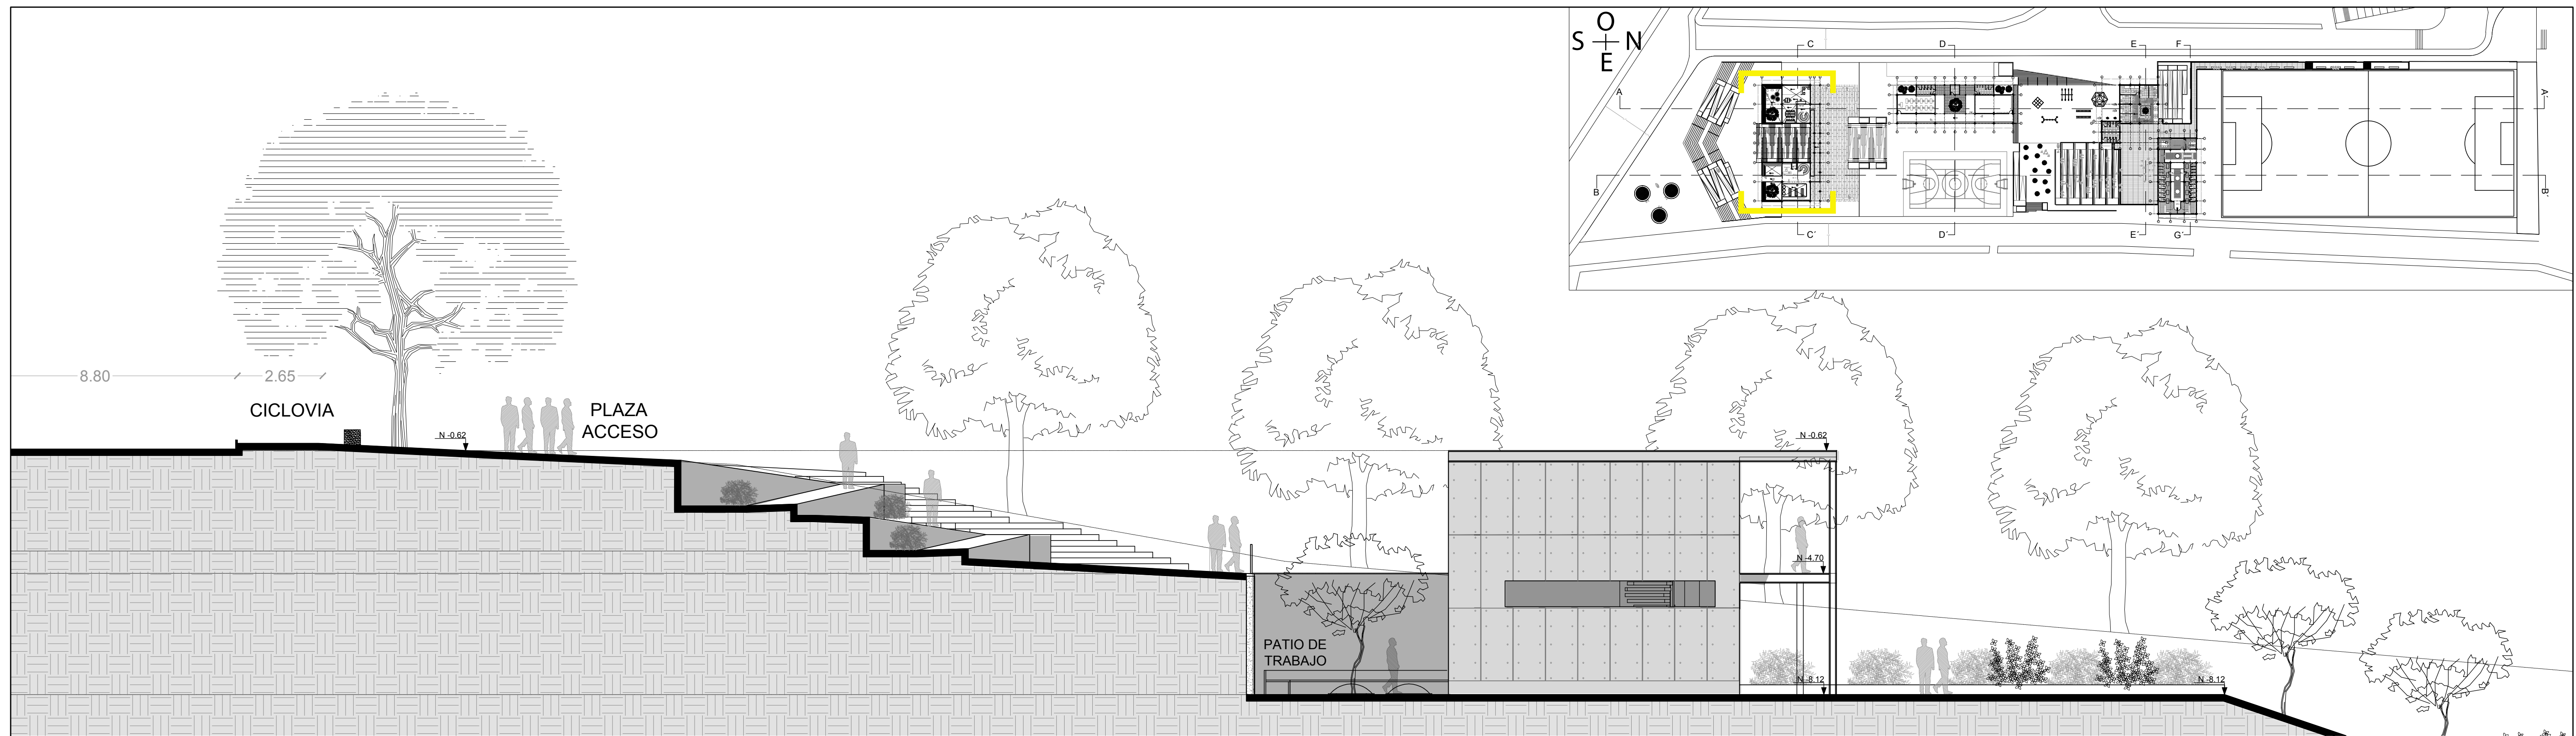 O
S N
E
C D E F
A A´
B B´
C´ D´ E´ G´
8.80 2.65
CICLOVIA
PLAZA
ACCESO
N -0.62
N -0.62
N -4.70
PATIO DE
TRABAJO
N -8.12
N -8.12